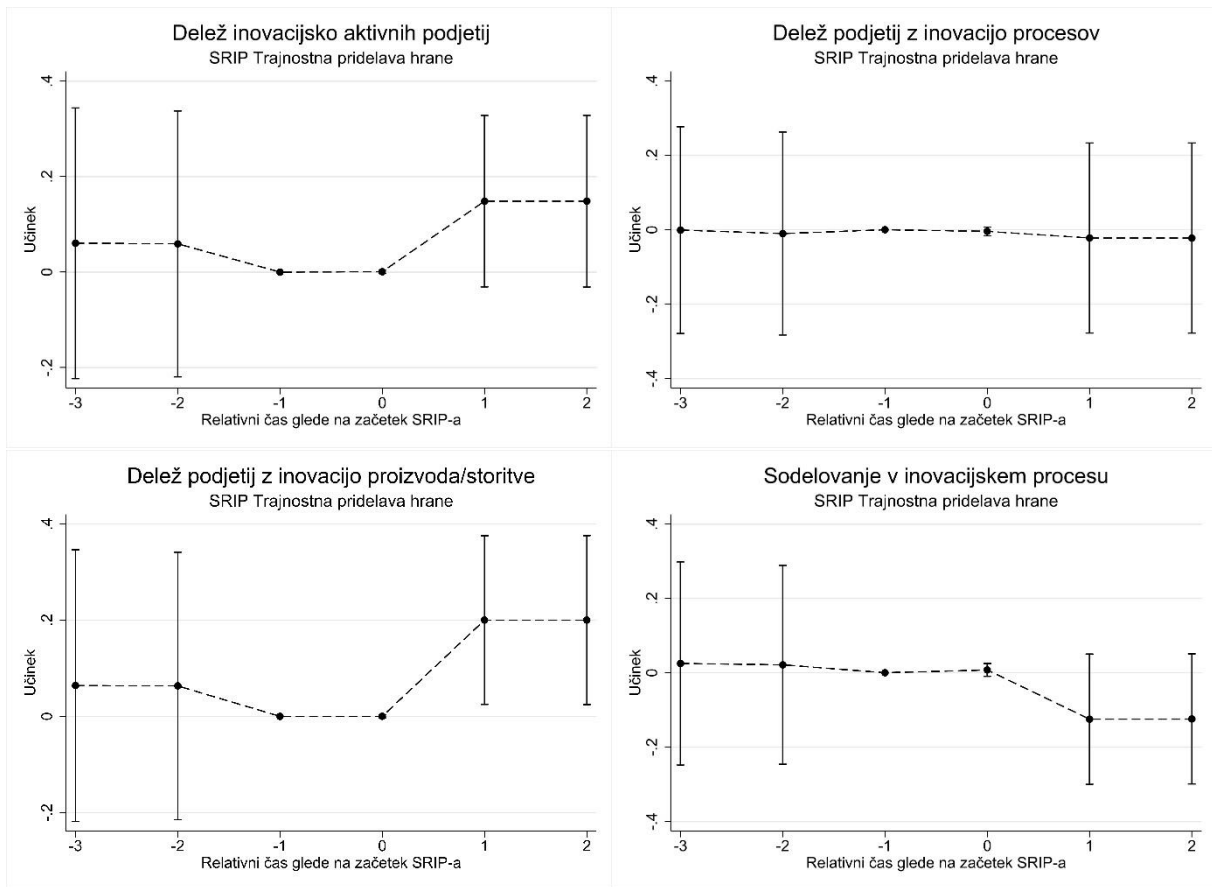 Delež inovacijsko aktivnih podjetij
SRIP Trajnostna pridelava hrane
.4
.2
0
-.2
Učinek
-3 -2 -1 0 1 2
Relativni čas glede na začetek SRIP-a
Delež podjetij z inovacijo procesov
SRIP Trajnostna pridelava hrane
.4
.2
0
-.2
-.4
Učinek
-3 -2 -1 0 1 2
Relativni čas glede na začetek SRIP-a
Delež podjetij z inovacijo proizvoda/storitve
SRIP Trajnostna pridelava hrane
.4
.2
0
-.2
Učinek
-3 -2 -1 0 1 2
Relativni čas glede na začetek SRIP-a
Sodelovanje v inovacijskem procesu
SRIP Trajnostna pridelava hrane
.4
.2
0
-.2
-.4
Učinek
-3 -2 -1 0 1 2
Relativni čas glede na začetek SRIP-a